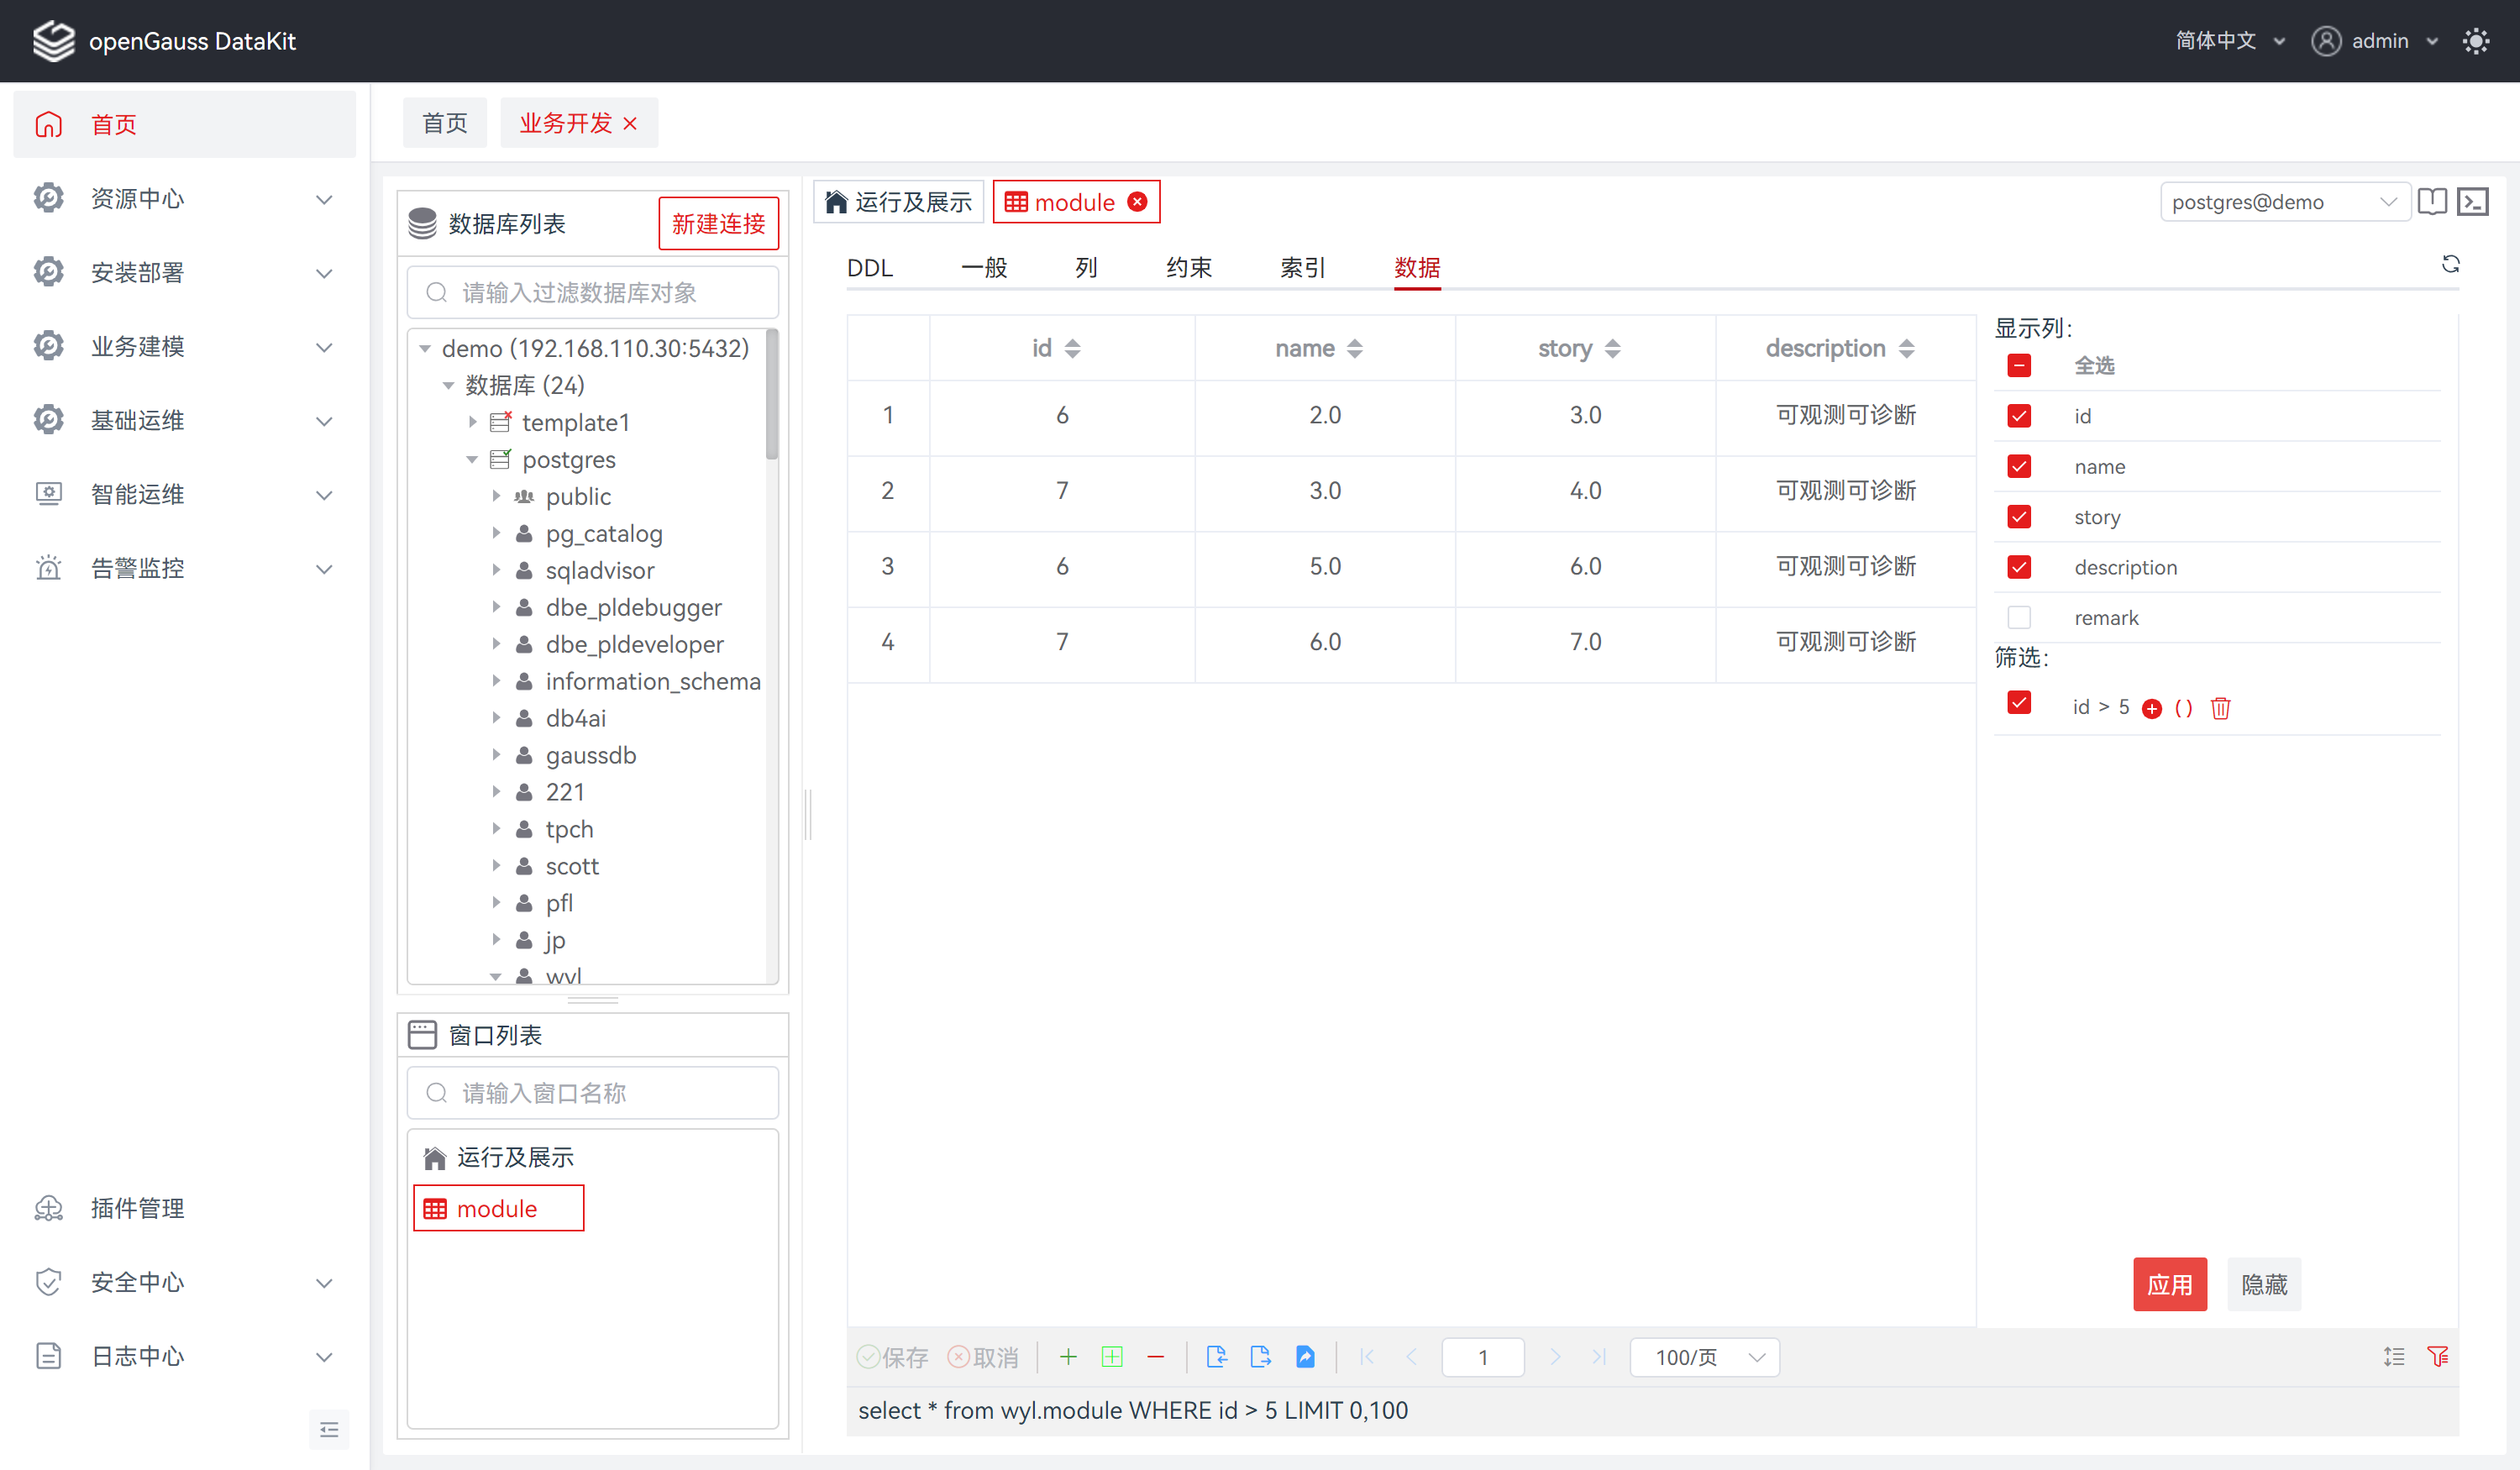 openGauss DataKit
简体中文
admin
首页
资源中心
安装部署
业务建模
基础运维
智能运维
告警监控
插件管理
安全中心
日志中心
首页
业务开发
数据库列表
新建连接
请输入过滤数据库对象
demo (192.168.110.30:5432)
数据库 (24)
template1
postgres
public
pg_catalog
sqladvisor
dbe_pldebugger
dbe_pldeveloper
information_schema
db4ai
gaussdb
221
tpch
scott
pfl
jp
wyl
窗口列表
请输入窗口名称
运行及展示
module
运行及展示
module
postgres@demo
DDL 一般 列 约束 索引 数据
id name story description
1 6 2.0 3.0 可观测可诊断
2 7 3.0 4.0 可观测可诊断
3 6 5.0 6.0 可观测可诊断
4 7 6.0 7.0 可观测可诊断
显示列:
全选
id
name
story
description
remark
筛选:
id > 5 ( )
应用 隐藏
保存 取消 1 100/页
select * from wyl.module WHERE id > 5 LIMIT 0,100